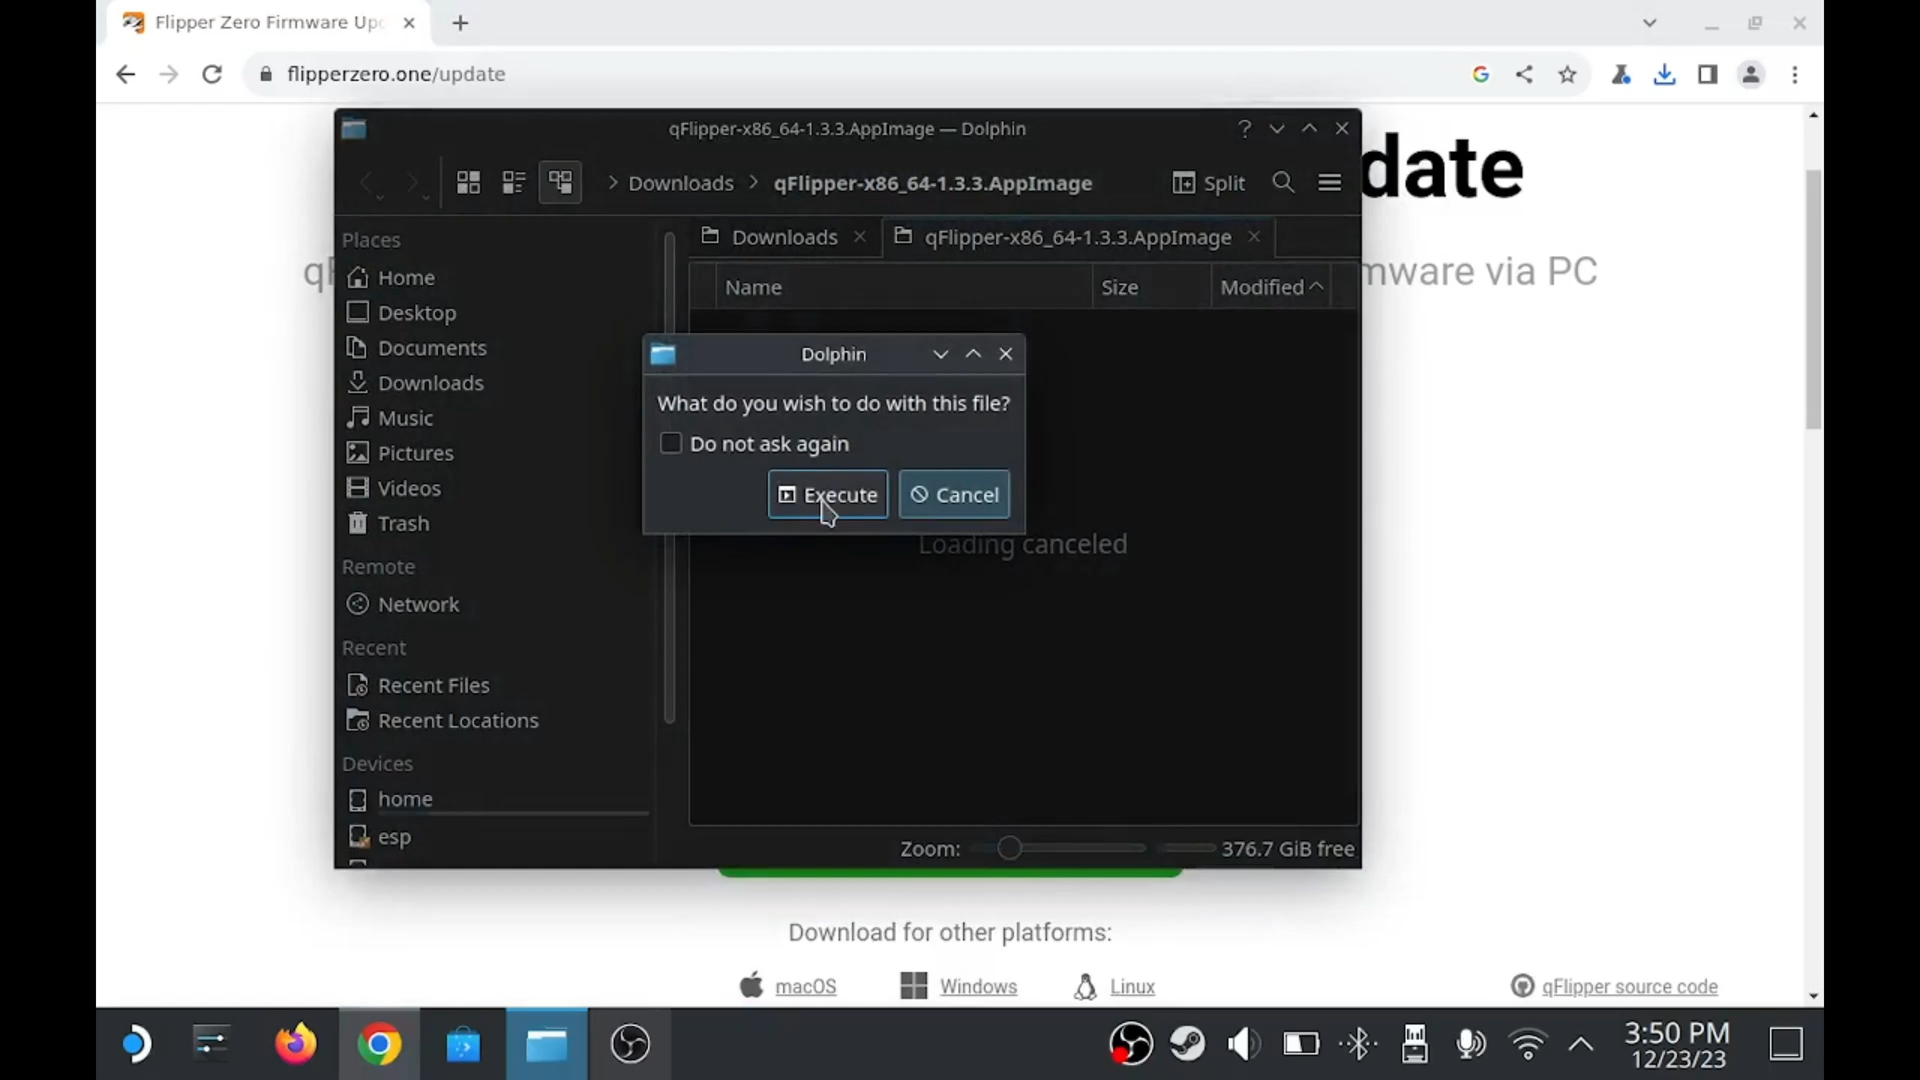 Flipper Zero Firmware Upd
flipperzero.one/update
qFlipper-x86_64-1.3.3.AppImage — Dolphin
Downloads
qFlipper-x86_64-1.3.3.AppImage
Split
date
Places
Downloads
qFlipper-x86_64-1.3.3.AppImage
Home
qF
mware via PC
Name
Size
Modified
Desktop
Documents
Downloads
Music
Pictures
Videos
Trash
Dolphin
What do you wish to do with this file?
Do not ask again
Execute
Cancel
Loading canceled
Remote
Network
Recent
Recent Files
Recent Locations
Devices
home
esp
Zoom:
376.7 GiB free
Download for other platforms:
macOS
Windows
Linux
qFlipper source code
3:50 PM
12/23/23